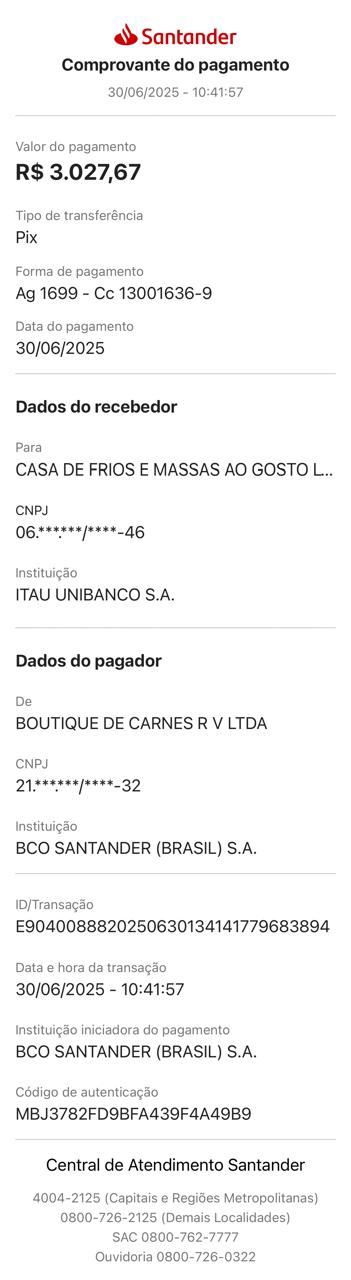 Santander
Comprovante do pagamento
30/06/2025 - 10:41:57
Valor do pagamento
R$ 3.027,67
Tipo de transferência
Pix
Forma de pagamento
Ag 1699 - Cc 13001636-9
Data do pagamento
30/06/2025
Dados do recebedor
Para
CASA DE FRIOS E MASSAS AO GOSTO L...
CNPJ
06.***.***/****-46
Instituição
ITAU UNIBANCO S.A.
Dados do pagador
De
BOUTIQUE DE CARNES R V LTDA
CNPJ
21.***.***/****-32
Instituição
BCO SANTANDER (BRASIL) S.A.
ID/Transação
E9040088820250630134141779683894
Data e hora da transação
30/06/2025 - 10:41:57
Instituição iniciadora do pagamento
BCO SANTANDER (BRASIL) S.A.
Código de autenticação
MBJ3782FD9BFA439F4A49B9
Central de Atendimento Santander
4004-2125 (Capitais e Regiões Metropolitanas)
0800-726-2125 (Demais Localidades)
SAC 0800-762-7777
Ouvidoria 0800-726-0322